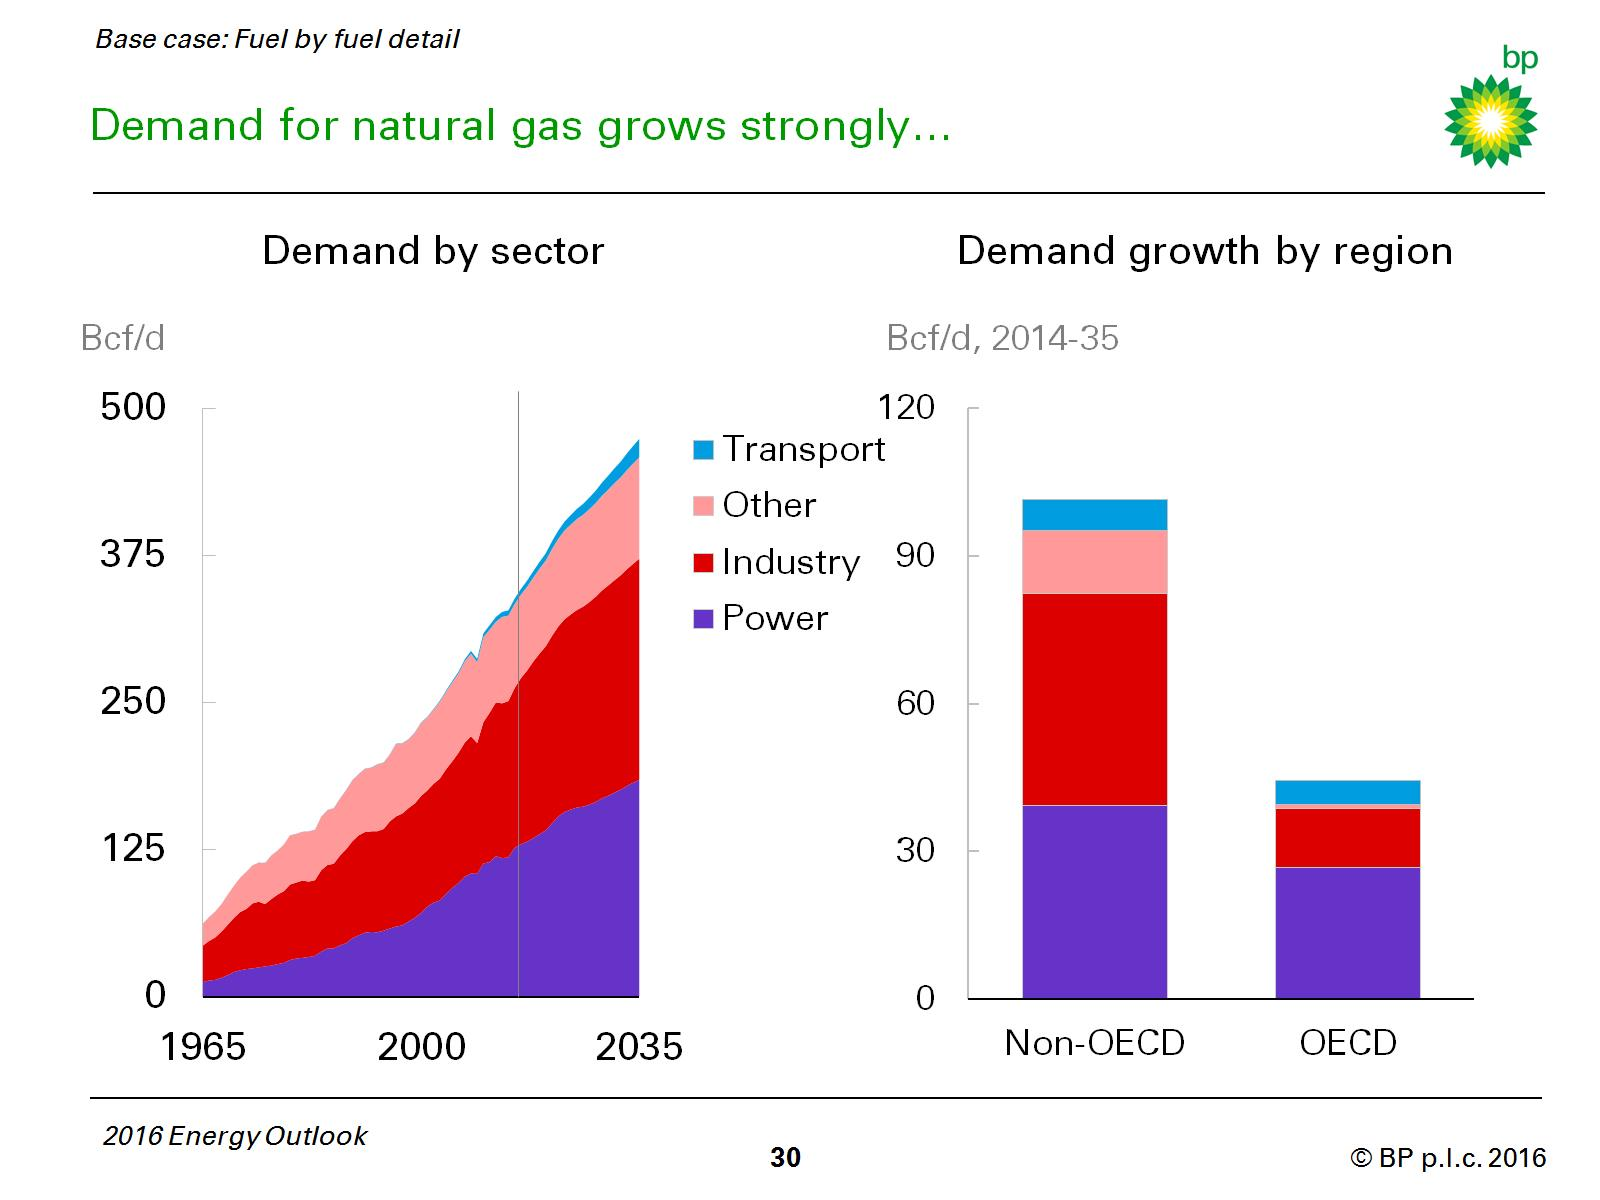 Base case: Fuel by fuel detail
bp
Demand for natural gas grows strongly…
Demand by sector
Bcf/d
500
375
250
125
0
1965 2000 2035
Transport
Other
Industry
Power
Demand growth by region
Bcf/d, 2014-35
120
90
60
30
0
Non-OECD OECD
2016 Energy Outlook
30
© BP p.l.c. 2016